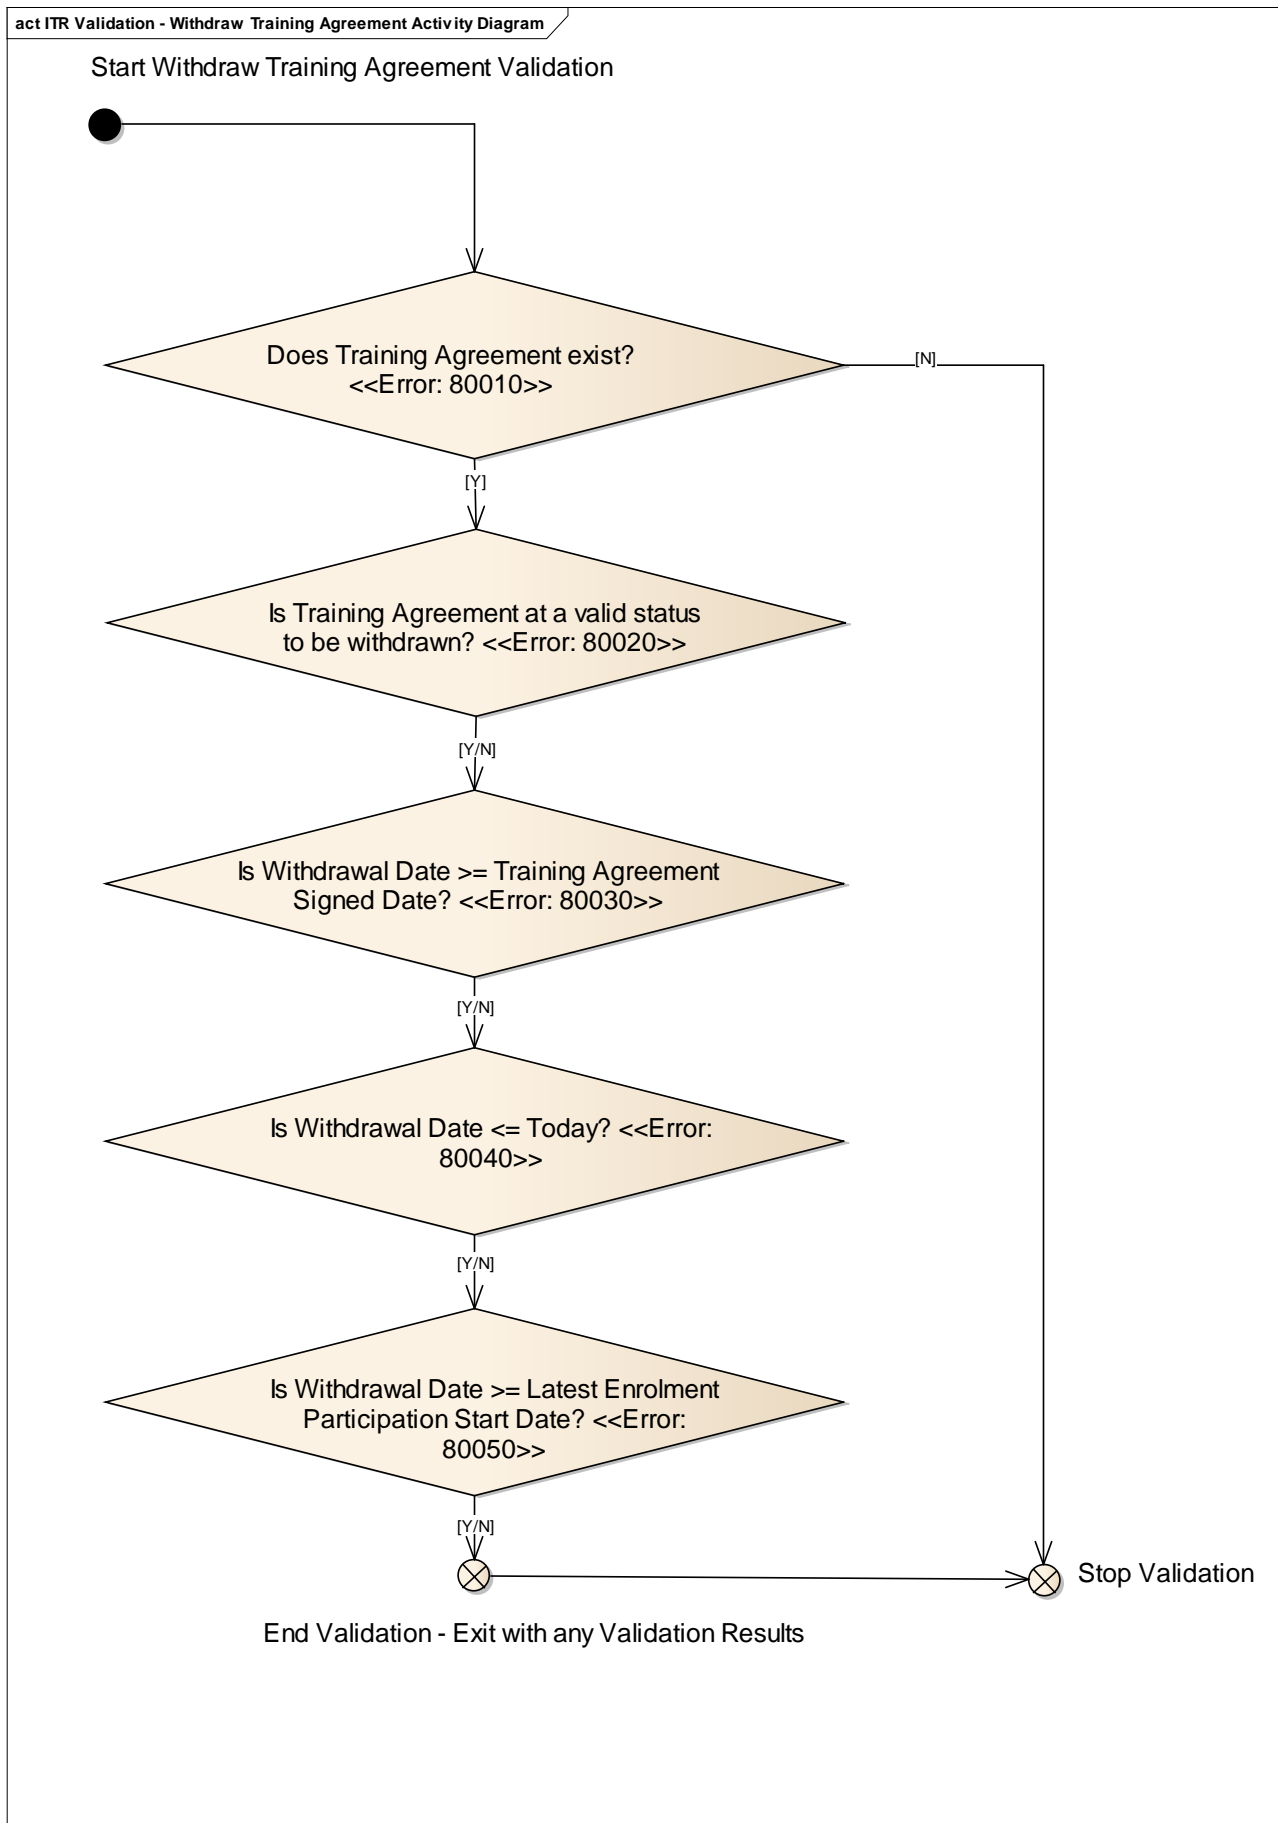 act ITR Validation - Withdraw Training Agreement Activity Diagram
Start Withdraw Training Agreement Validation
Does Training Agreement exist?
<<Error: 80010>>
[N]
[Y]
Is Training Agreement at a valid status
to be withdrawn? <<Error: 80020>>
[Y/N]
Is Withdrawal Date >= Training Agreement
Signed Date? <<Error: 80030>>
[Y/N]
Is Withdrawal Date <= Today? <<Error:
80040>>
[Y/N]
Is Withdrawal Date >= Latest Enrolment
Participation Start Date? <<Error:
80050>>
[Y/N]
Stop Validation
End Validation - Exit with any Validation Results